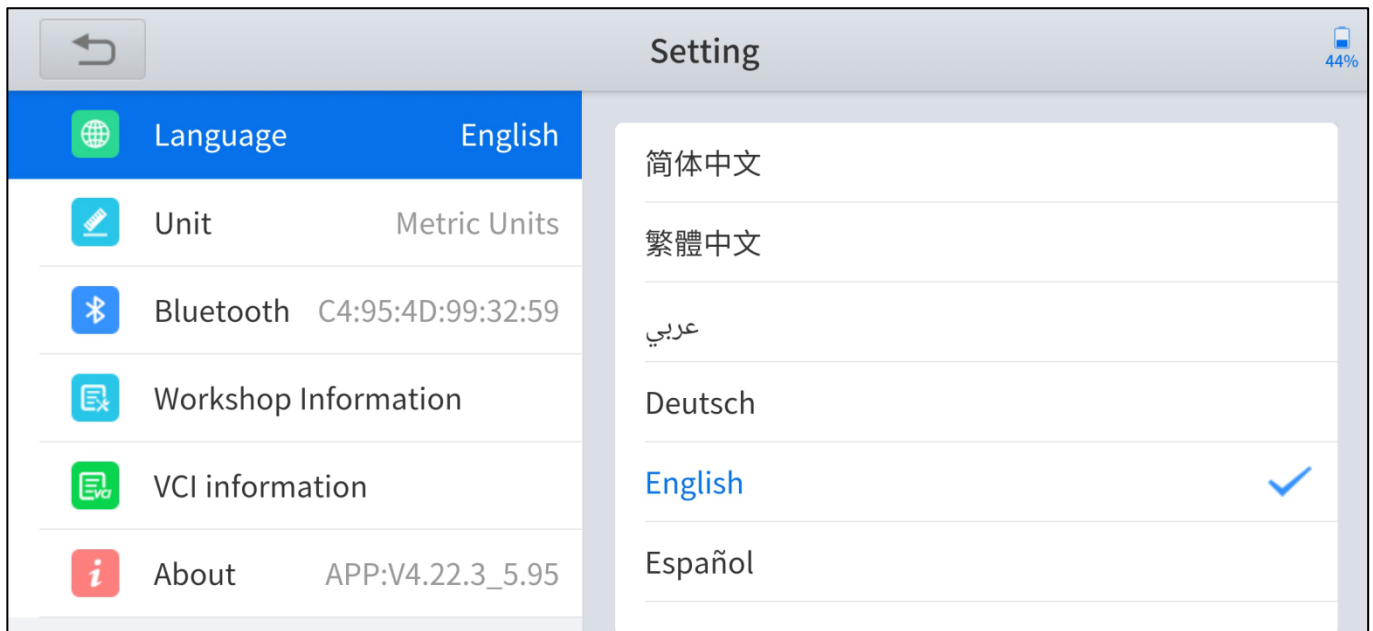 Setting
44%
Language English
Unit Metric Units
Bluetooth C4:95:4D:99:32:59
Workshop Information
VCI information
About APP:V4.22.3_5.95
简体中文
繁體中文
عربي
Deutsch
English
Español